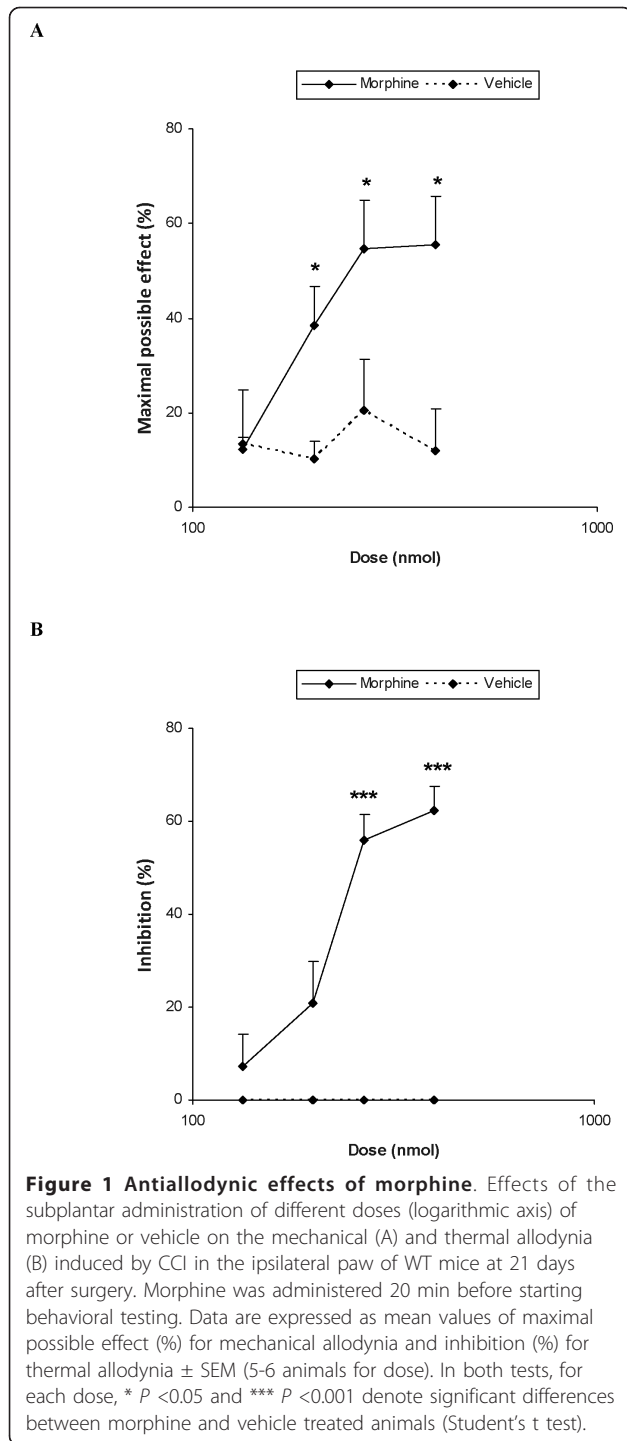 A
Morphine Vehicle
80
60
40
20
0
* * *
Maximal possible effect (%)
100 1000
Dose (nmol)
B
Morphine Vehicle
80
60
40
20
0
*** ***
Inhibition (%)
100 1000
Dose (nmol)
Figure 1 Antiallodynic effects of morphine. Effects of the
subplantar administration of different doses (logarithmic axis) of
morphine or vehicle on the mechanical (A) and thermal allodynia
(B) induced by CCI in the ipsilateral paw of WT mice at 21 days
after surgery. Morphine was administered 20 min before starting
behavioral testing. Data are expressed as mean values of maximal
possible effect (%) for mechanical allodynia and inhibition (%) for
thermal allodynia ± SEM (5-6 animals for dose). In both tests, for
each dose, * P <0.05 and *** P <0.001 denote significant differences
between morphine and vehicle treated animals (Student's t test).